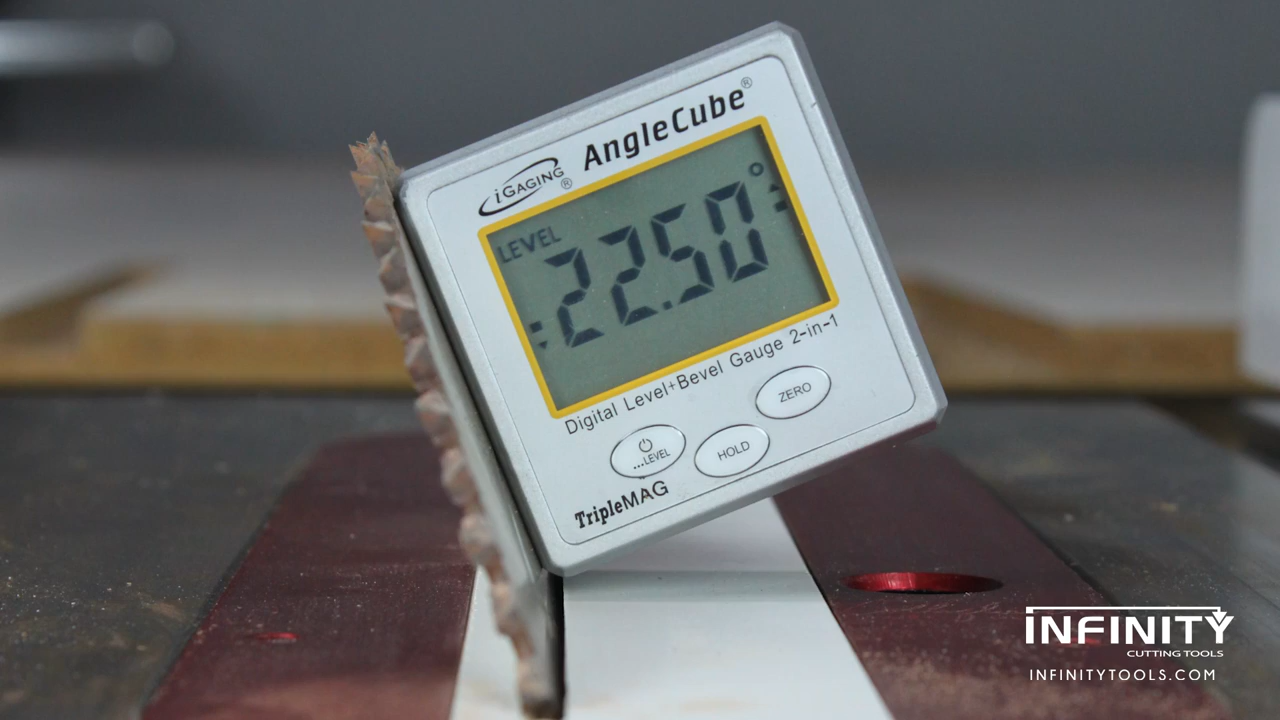 AngleCube®
iGAGING®
LEVEL
22.50°
Digital Level+Bevel Gauge 2-in-1
ZERO
...LEVEL
HOLD
TripleMAG
INFINITY
CUTTING TOOLS
INFINITYTOOLS.COM